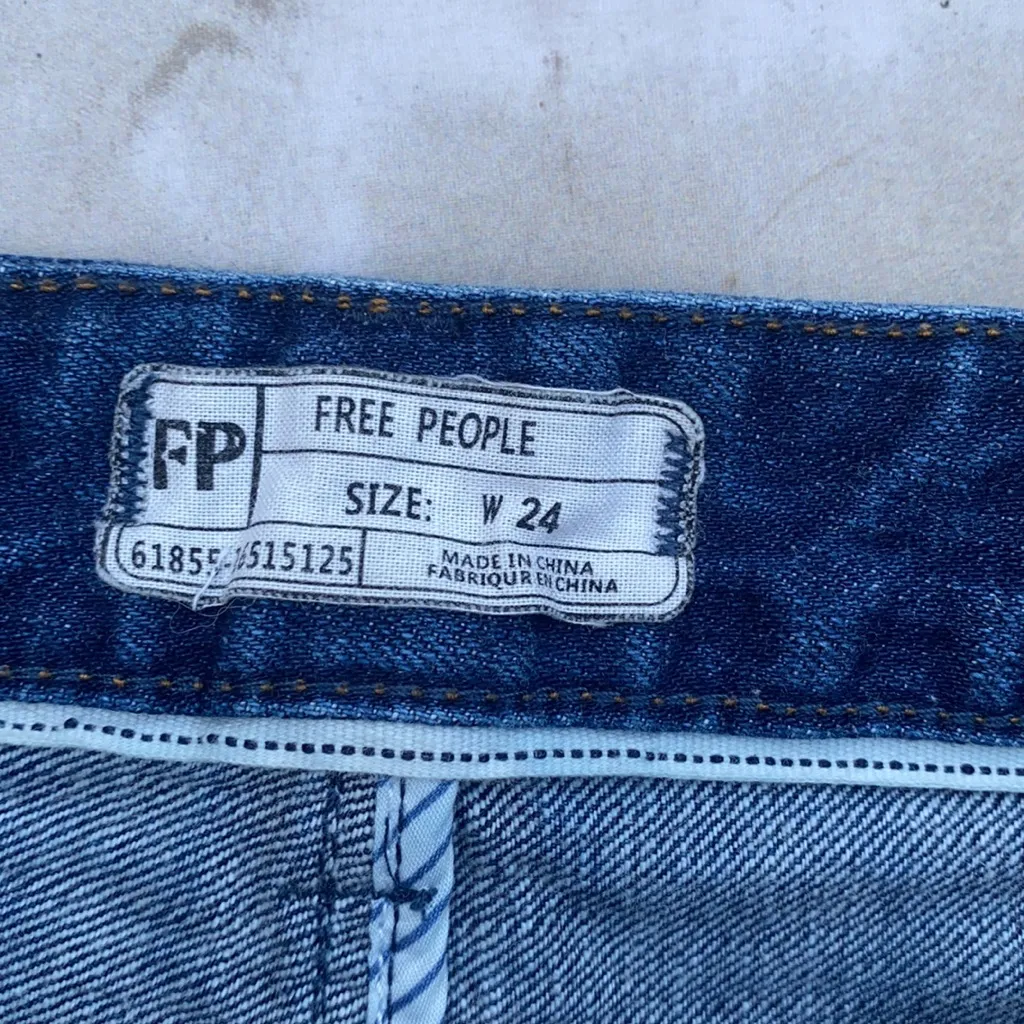 FP
FREE PEOPLE
SIZE: W 24
MADE IN CHINA
FABRIQUR EN CHINA